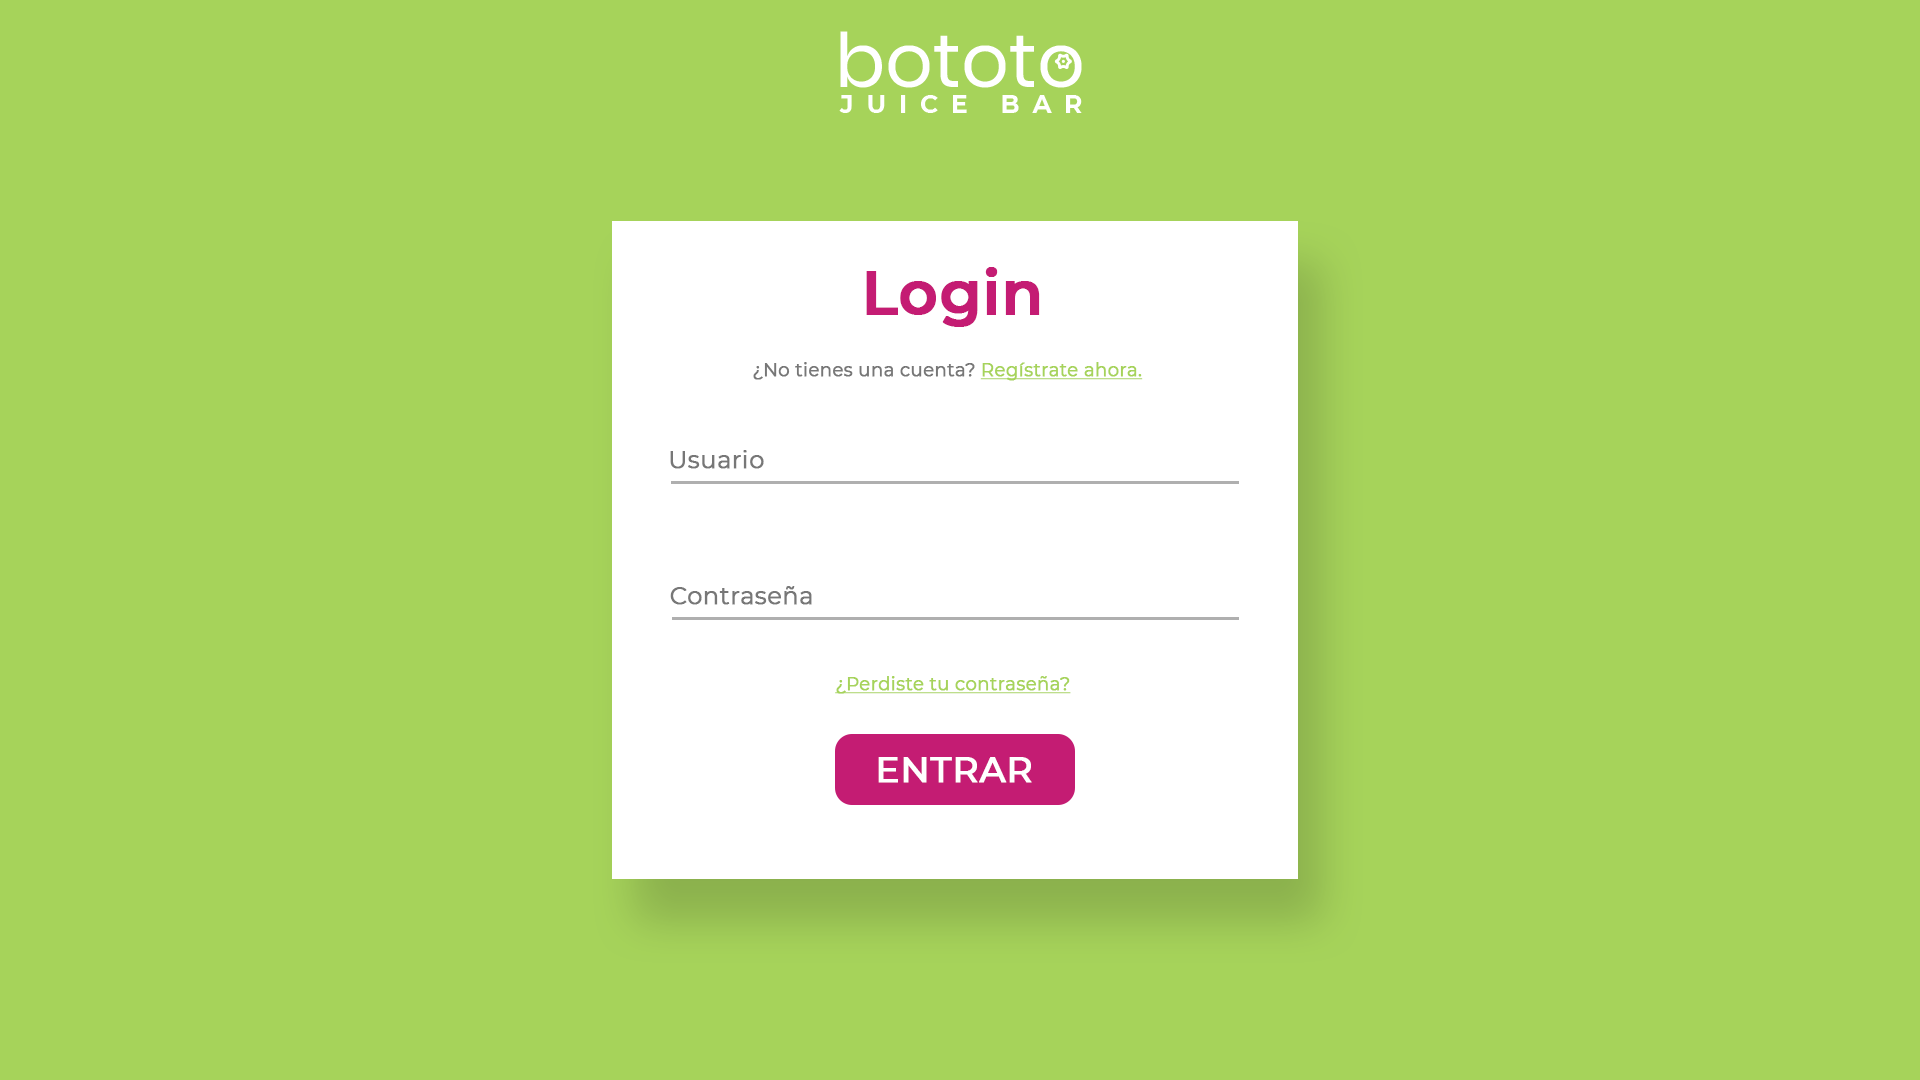 bototo
JUICE BAR
Login
¿No tienes una cuenta? Regístrate ahora.
Usuario
Contraseña
¿Perdiste tu contraseña?
ENTRAR